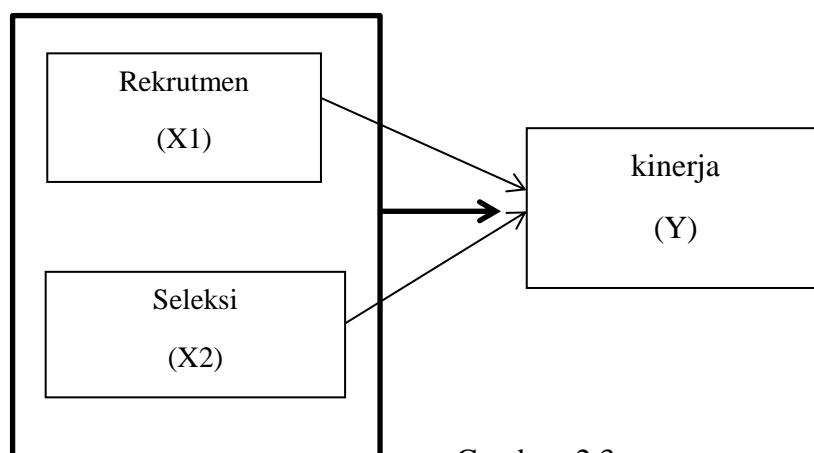 Rekrutmen
(X1)
kinerja
(Y)
Seleksi
(X2)